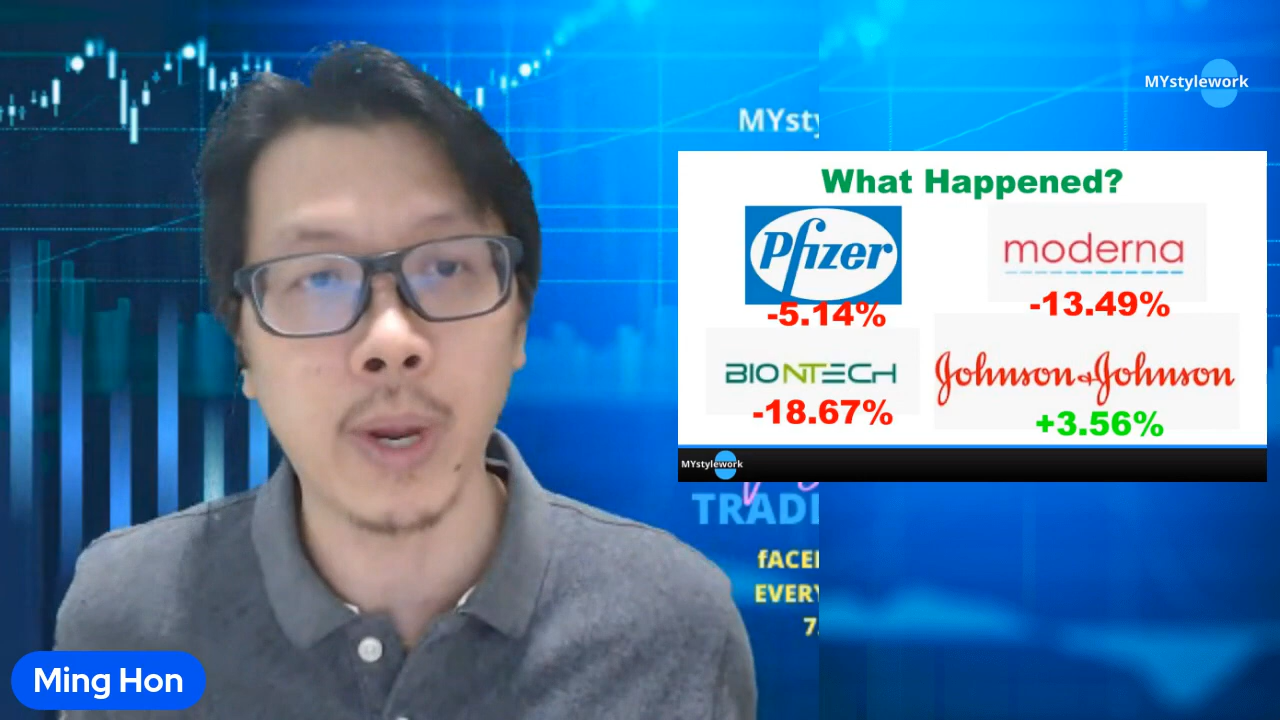 MYstylework
MYsty
What Happened?
Pfizer
-5.14%
moderna
-13.49%
BIONTECH
-18.67%
Johnson & Johnson
+3.56%
MYstylework
TRADI
fACE
EVERY
7
Ming Hon